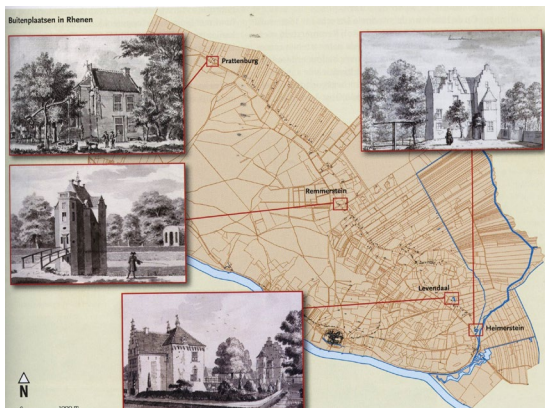 Buitenplaatsen in Rhenen
Prattenburg
Remmerstein
Levendaal
Heimerstein
N